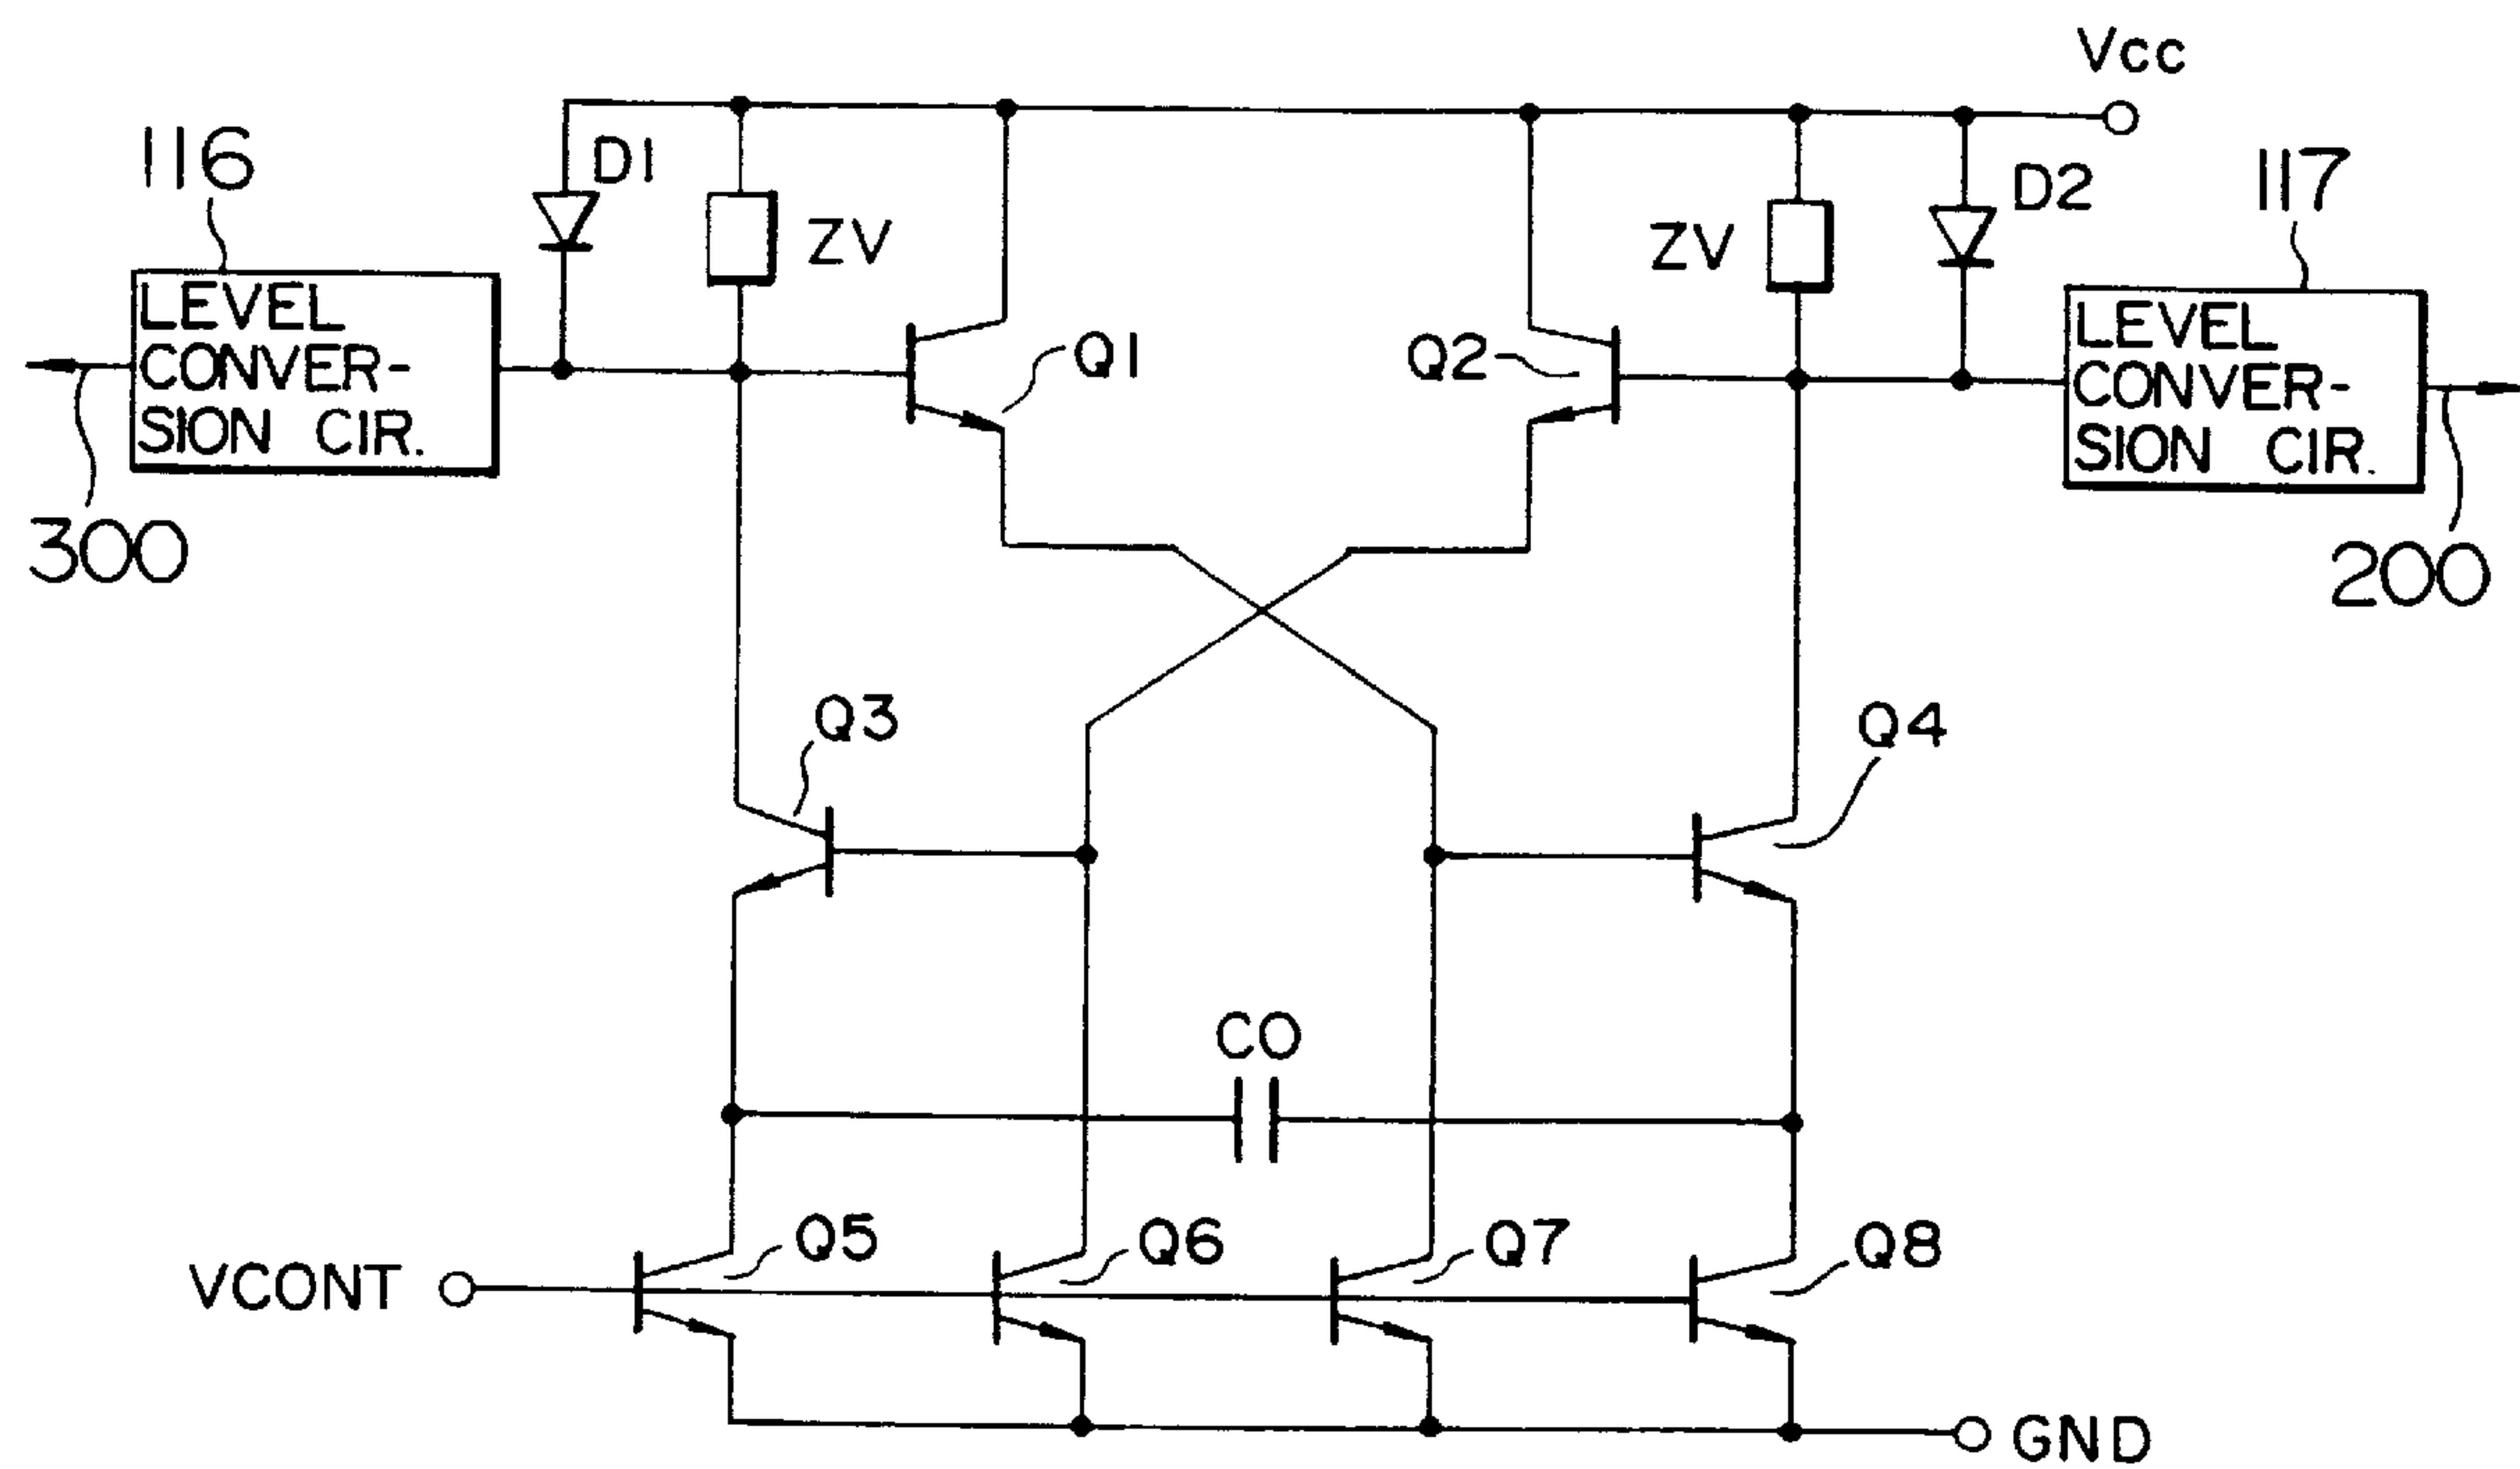 Vcc
116
D1
ZV
ZV
D2
117
LEVEL
CONVER-
SION CIR.
Q1
Q2
LEVEL
CONVER-
SION CIR.
300
200
Q3
Q4
CO
VCONT
Q5
Q6
Q7
Q8
GND